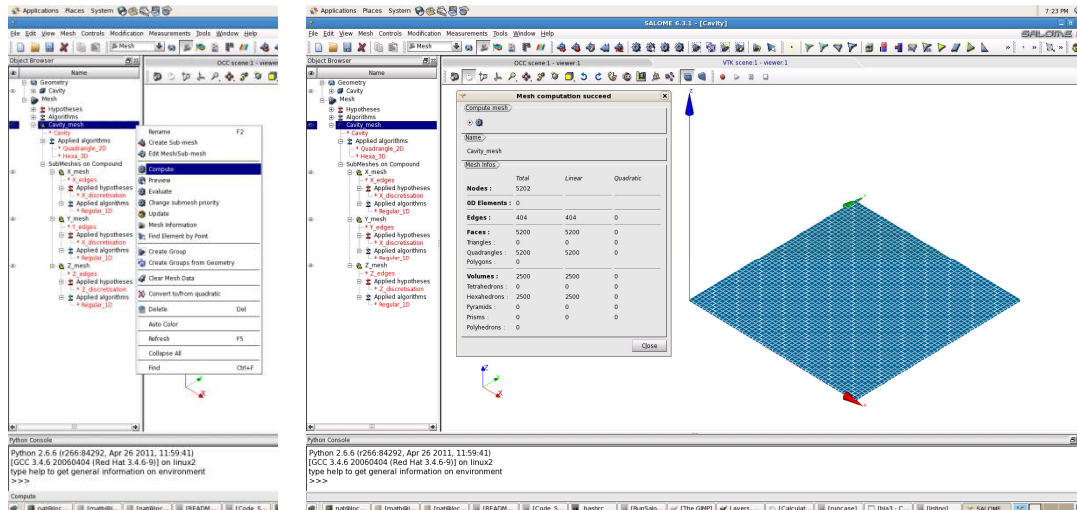 Applications Places System
File Edit View Mesh Controls Modification Measurements Tools Window Help
Mesh
Object Browser
OCC scene:1 - viewer
Name
Geometry
Cavity
Mesh
Hypotheses
Algorithms
Cavity_mesh
* Cavity
Applied algorithms
* Quadrangle_2D
* Hexa_3D
SubMeshes on Compound
X_mesh
* X_edges
Applied hypotheses
* X_discretisation
Applied algorithms
* Regular_1D
Y_mesh
* Y_edges
Applied hypotheses
* X_discretisation
Applied algorithms
* Regular_1D
Z_mesh
* Z_edges
Applied hypotheses
* Z_discretisation
Applied algorithms
* Regular_1D
Rename F2
Create Sub-mesh
Edit Mesh/Sub-mesh
Compute
Preview
Evaluate
Change submesh priority
Update
Mesh Information
Find Element by Point
Create Group
Create Groups from Geometry
Clear Mesh Data
Convert to/from quadratic
Delete Del
Auto Color
Refresh F5
Collapse All
Find Ctrl+F
Python Console
Python 2.6.6 (r266:84292, Apr 26 2011, 11:59:41)
[GCC 3.4.6 20060404 (Red Hat 3.4.6-9)] on linux2
type help to get general information on environment
>>>
Compute
Applications Places System 7:23 PM
SALOME 6.3.1 - [Cavity]
File Edit View Mesh Controls Modification Measurements Tools Window Help SALOME
Mesh
Object Browser
OCC scene:1 - viewer:1 VTK scene:1 - viewer:1
Name
Geometry
Cavity
Mesh
Hypotheses
Algorithms
Cavity_mesh
* Cavity
Applied algorithms
* Quadrangle_2D
* Hexa_3D
SubMeshes on Compound
X_mesh
* X_edges
Applied hypotheses
* X_discretisation
Applied algorithms
* Regular_1D
Y_mesh
* Y_edges
Applied hypotheses
* X_discretisation
Applied algorithms
* Regular_1D
Z_mesh
* Z_edges
Applied hypotheses
* Z_discretisation
Applied algorithms
* Regular_1D
Mesh computation succeed
Compute mesh
Name
Cavity_mesh
Mesh Infos
Total Linear Quadratic
Nodes : 5202
0D Elements : 0
Edges : 404 404 0
Faces : 5200 5200 0
Triangles : 0 0 0
Quadrangles : 5200 5200 0
Polygons : 0
Volumes : 2500 2500 0
Tetrahedrons : 0 0 0
Hexahedrons : 2500 2500 0
Pyramids : 0 0 0
Prisms : 0 0 0
Polyhedrons : 0
Close
Python Console
Python 2.6.6 (r266:84292, Apr 26 2011, 11:59:41)
[GCC 3.4.6 20060404 (Red Hat 3.4.6-9)] on linux2
type help to get general information on environment
>>>